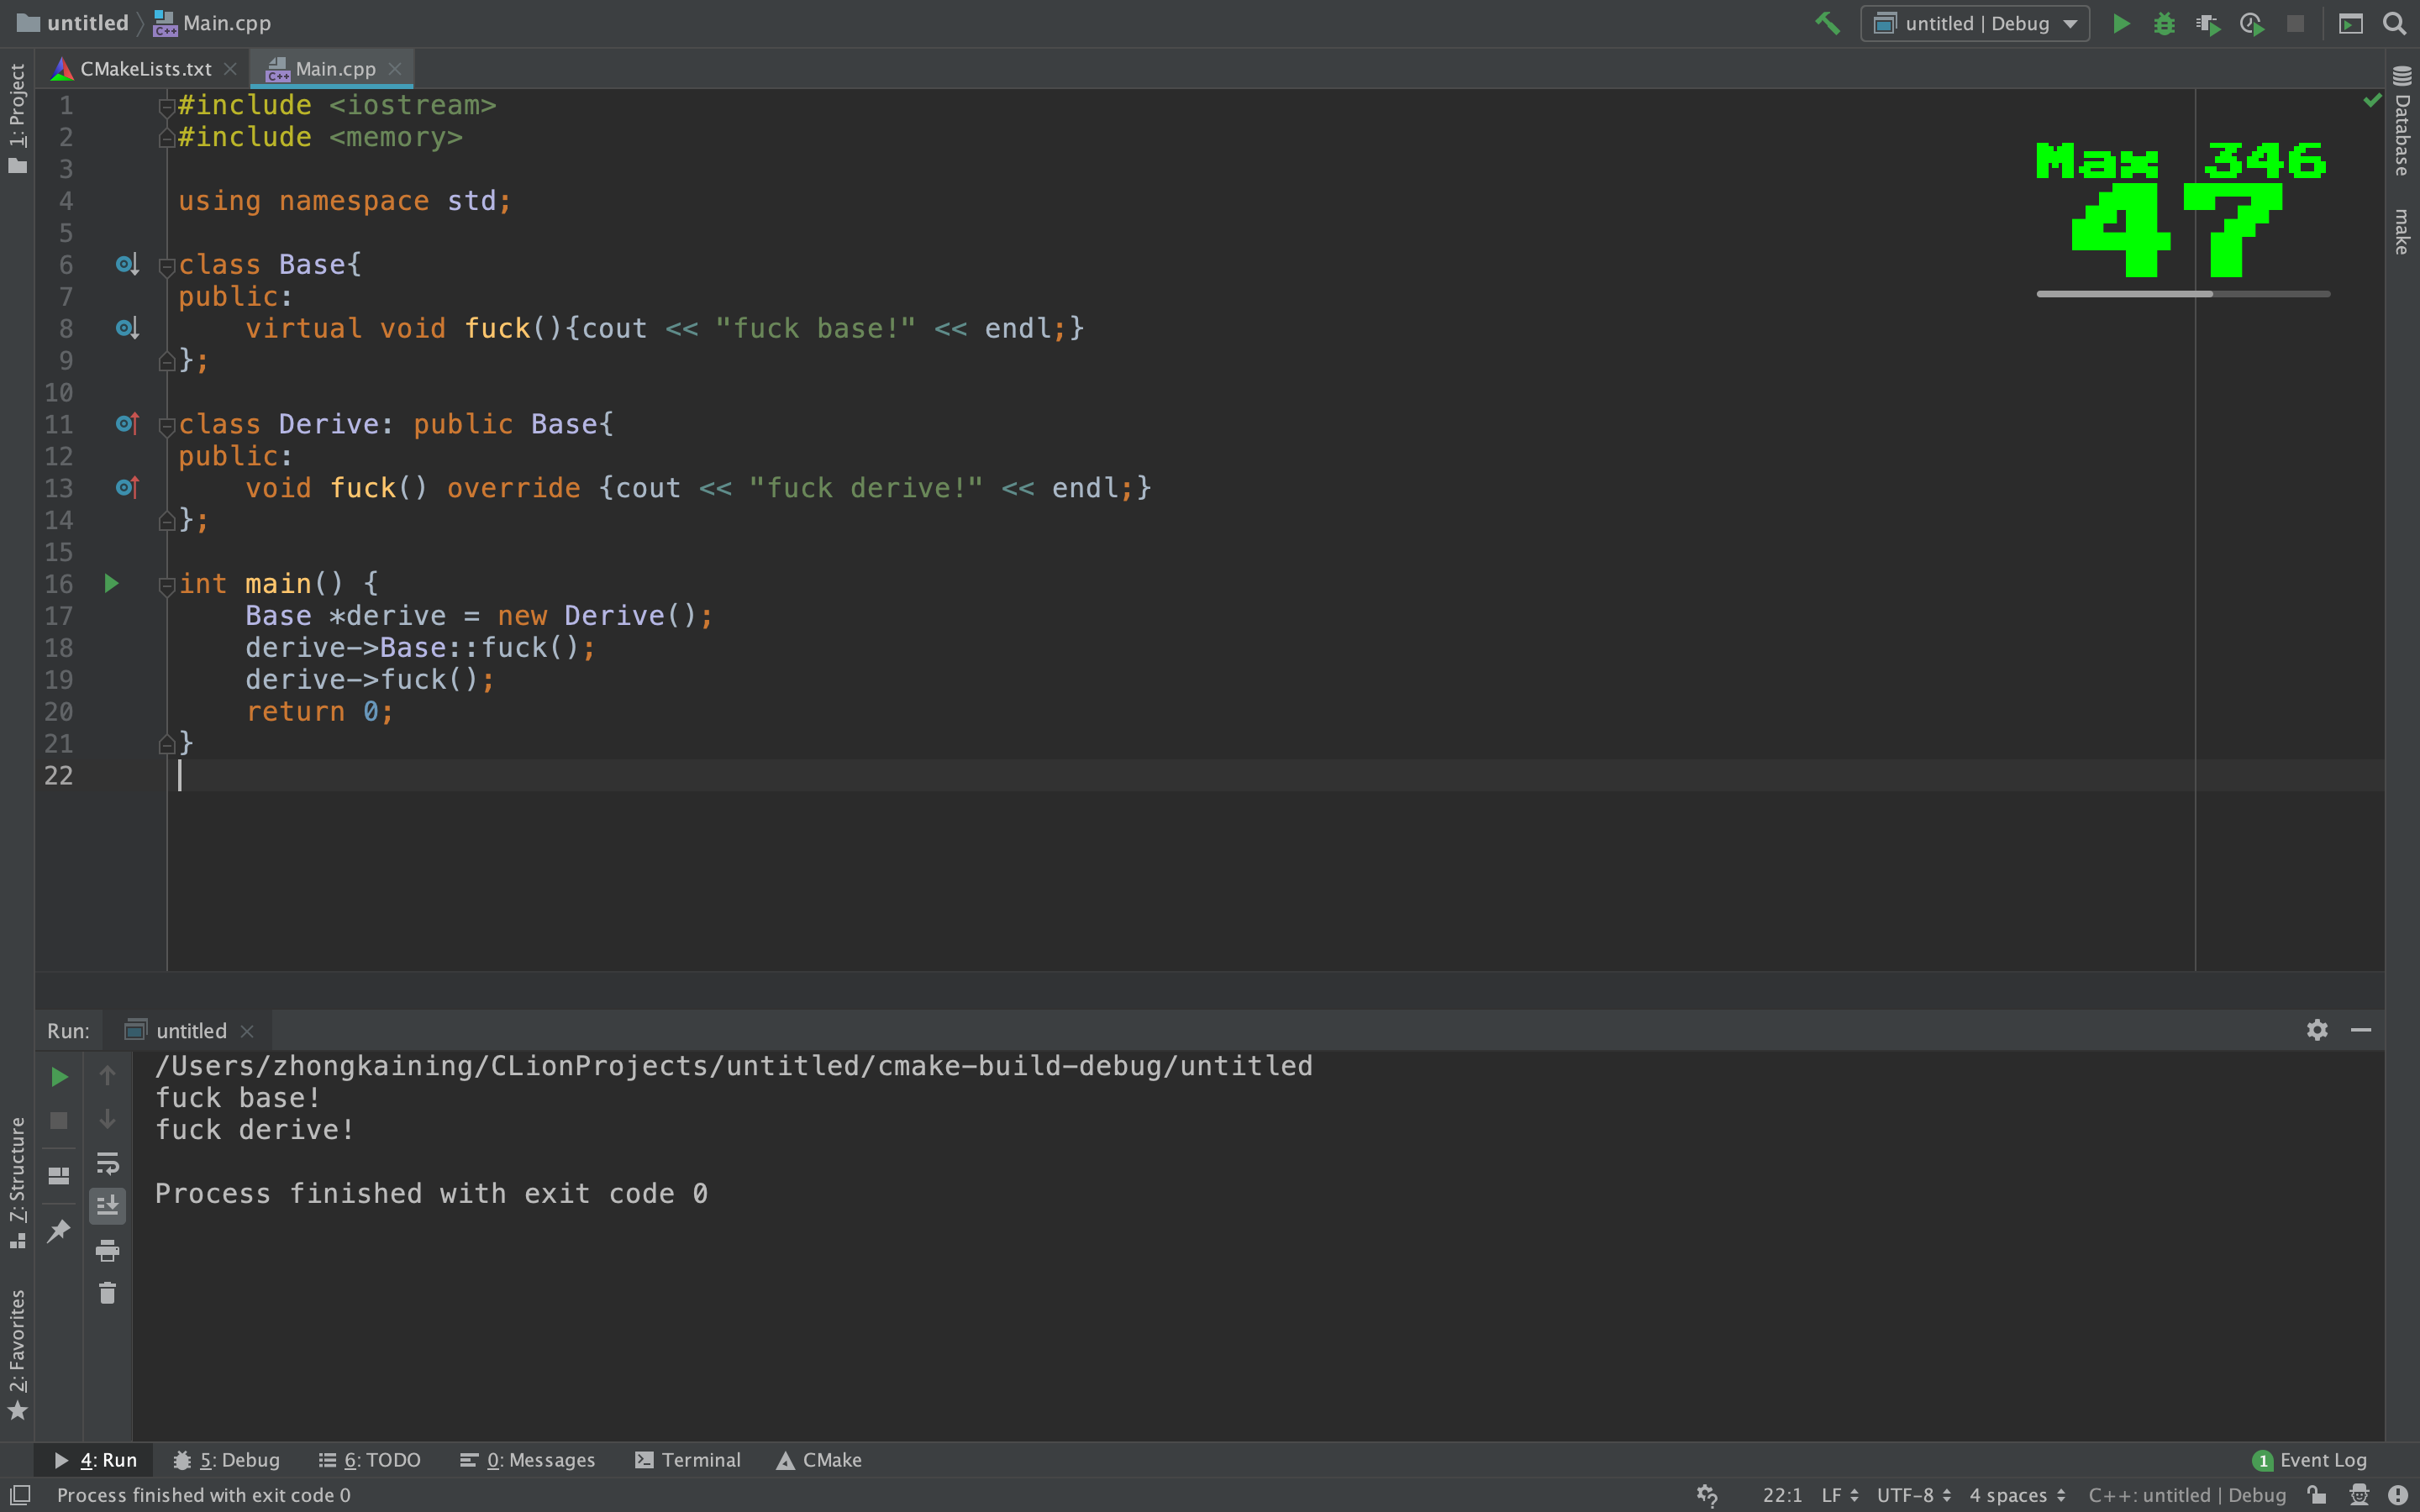 untitled Main.cpp untitled | Debug
CMakeLists.txt Main.cpp
1: Project
Database
make
Max 346
47
1 #include <iostream>
2 #include <memory>
3
4 using namespace std;
5
6 class Base{
7 public:
8     virtual void fuck(){cout << "fuck base!" << endl;}
9 };
10
11 class Derive: public Base{
12 public:
13     void fuck() override {cout << "fuck derive!" << endl;}
14 };
15
16 int main() {
17     Base *derive = new Derive();
18     derive->Base::fuck();
19     derive->fuck();
20     return 0;
21 }
22
Run: untitled
/Users/zhongkaining/CLionProjects/untitled/cmake-build-debug/untitled
fuck base!
fuck derive!

Process finished with exit code 0
7: Structure
2: Favorites
4: Run 5: Debug 6: TODO 0: Messages Terminal CMake 1 Event Log
Process finished with exit code 0 22:1 LF UTF-8 4 spaces C++: untitled | Debug